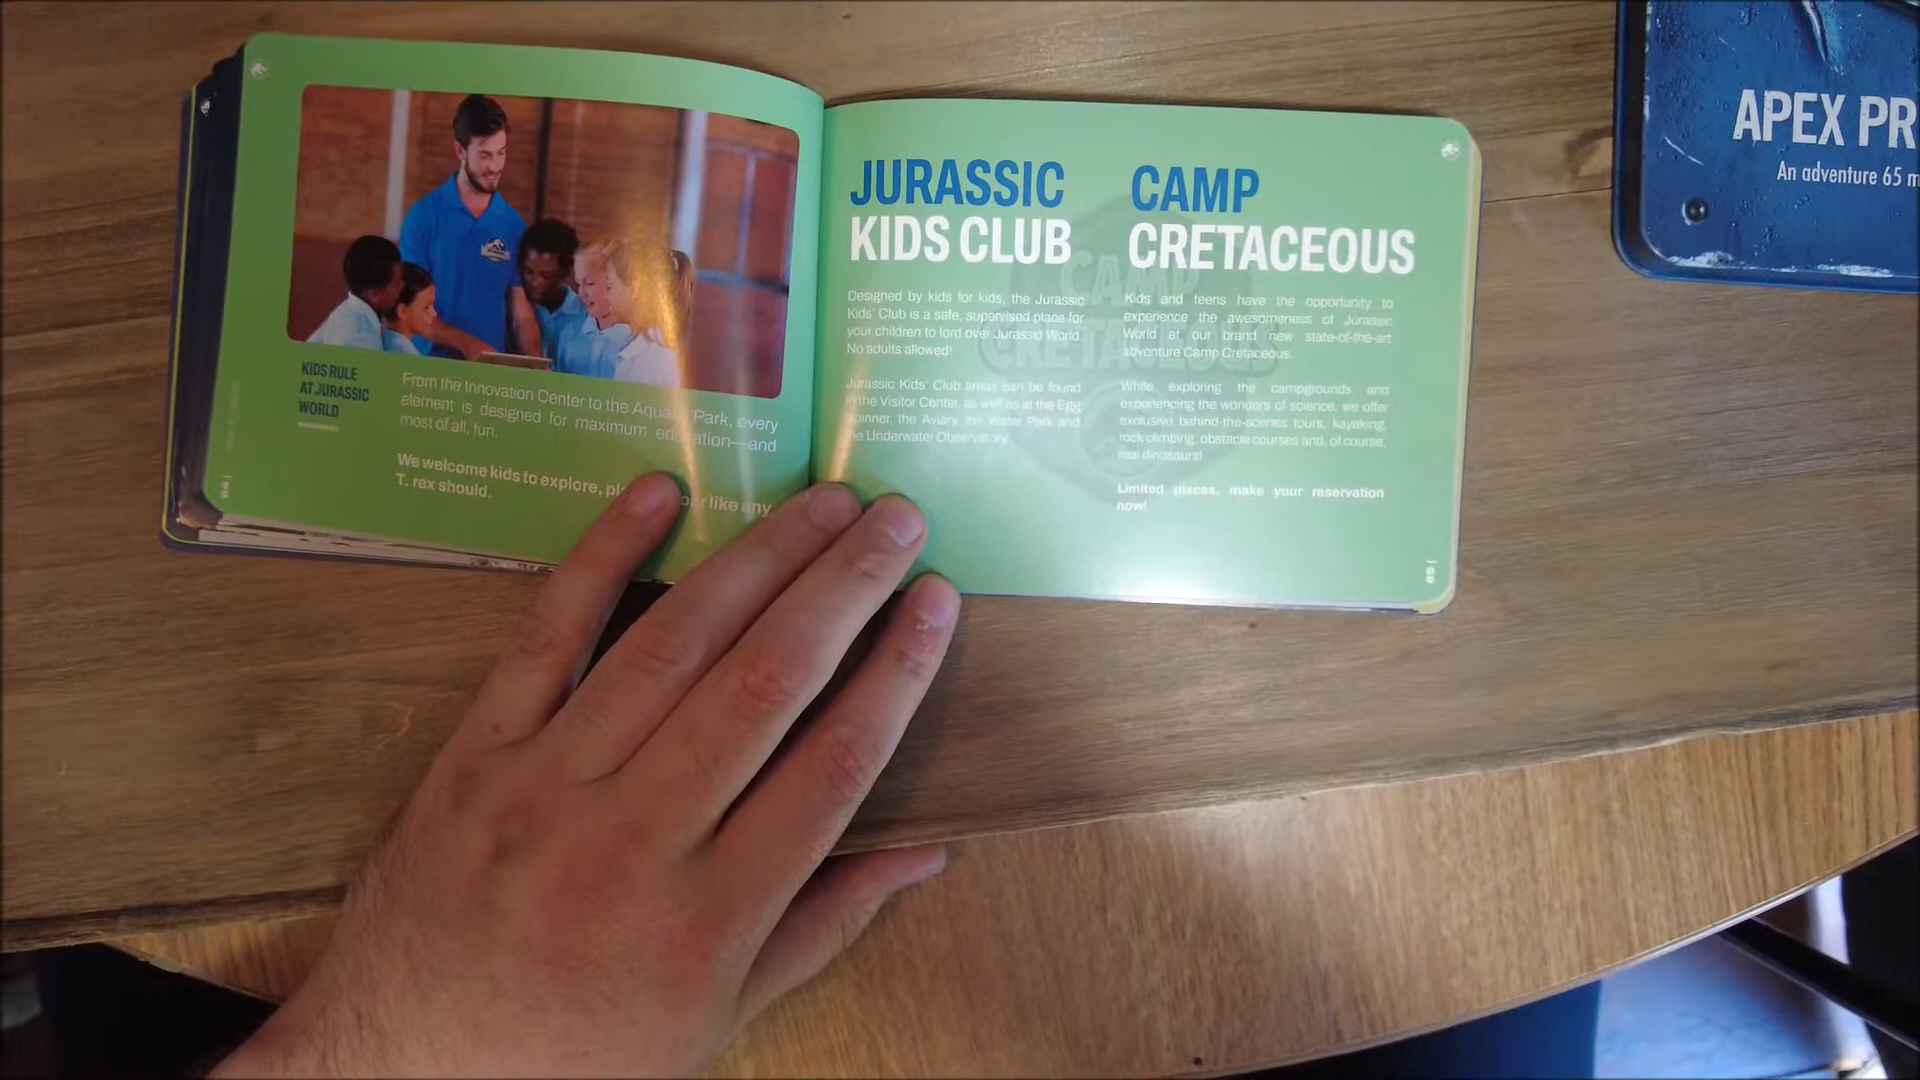 KIDS RULE
AT JURASSIC
WORLD
From the Innovation Center to the Aquatic Park, every
element is designed for maximum education—and
most of all, fun.
We welcome kids to explore, like any
T. rex should.
64 |
JURASSIC
KIDS CLUB
Designed by kids for kids, the Jurassic
Kids' Club is a safe, supervised place for
your children to lord over Jurassic World.
No adults allowed!
Jurassic Kids' Club areas can be found
in the Visitor Center, as well as at the Egg
Spinner, the Aviary, the Water Park and
the Underwater Observatory.
CAMP
CRETACEOUS
Kids and teens have the opportunity to
experience the awesomeness of Jurassic
World at our brand new state-of-the-art
adventure Camp Cretaceous.
While exploring the campgrounds and
experiencing the wonders of science, we offer
exclusive behind-the-scenes tours, kayaking,
rock climbing, obstacle courses and, of course,
real dinosaurs!
Limited places, make your reservation
now!
CAMP
CRETACEOUS
65 |
APEX PR
An adventure 65 m